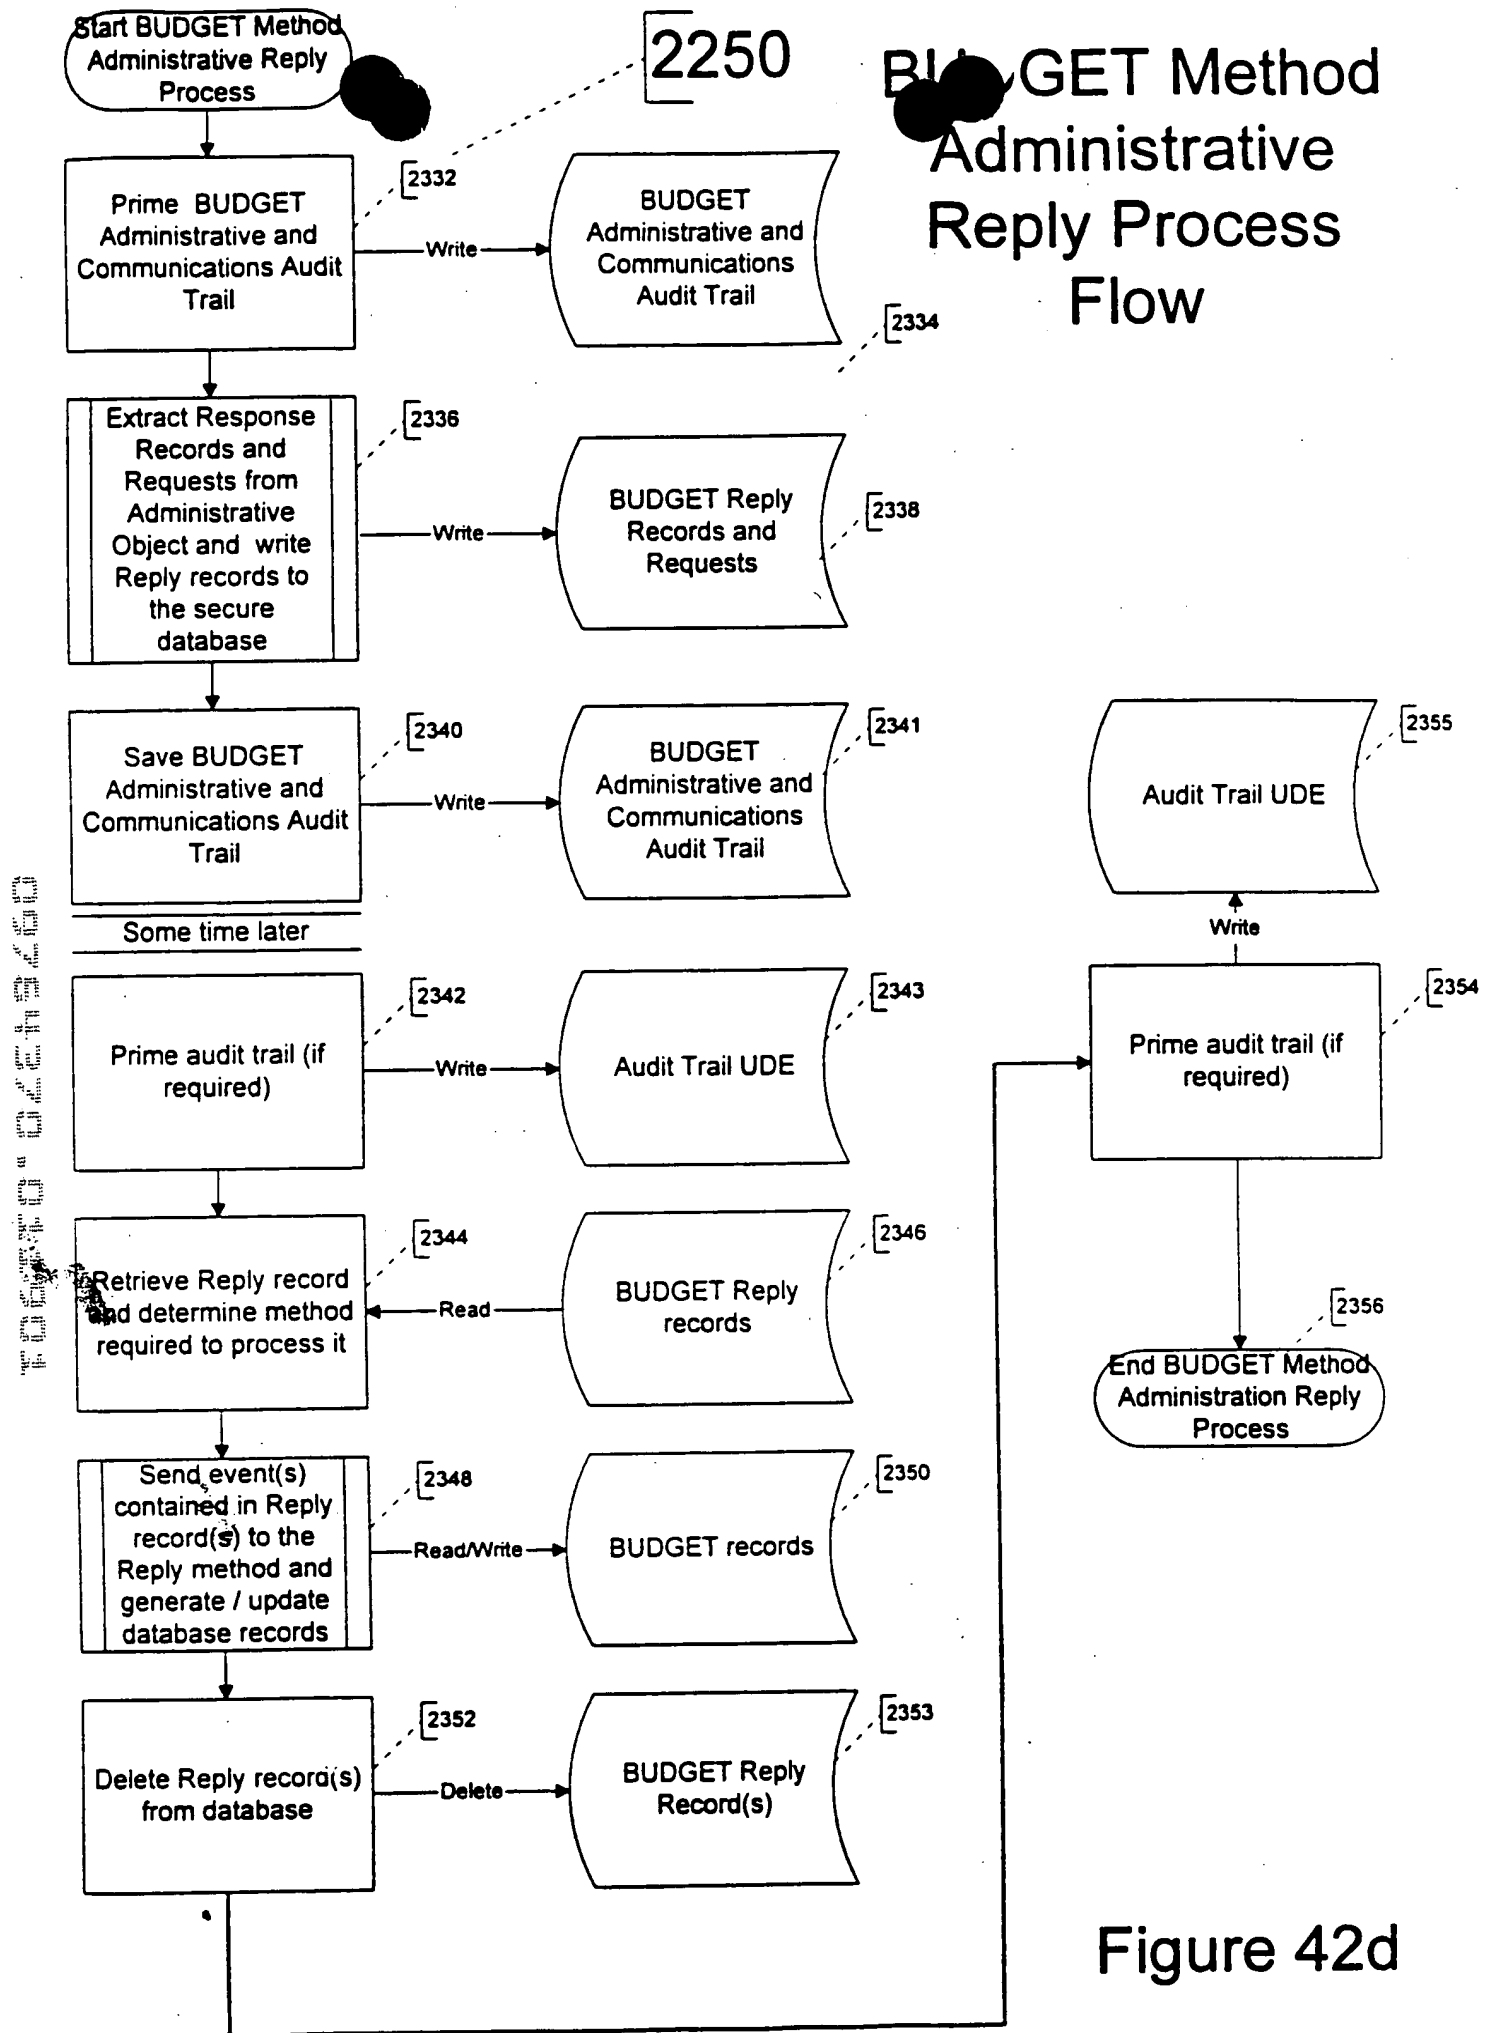 Start BUDGET Method
Administrative Reply
Process
2250
GET Method
Administrative
Reply Process
Flow
2332
Prime BUDGET
Administrative and
Communications Audit
Trail
Write
BUDGET
Administrative and
Communications
Audit Trail
2334
Extract Response
Records and
Requests from
Administrative
Object and write
Reply records to
the secure
database
2336
Write
BUDGET Reply
Records and
Requests
2338
Save BUDGET
Administrative and
Communications Audit
Trail
2340
Write
BUDGET
Administrative and
Communications
Audit Trail
2341
Some time later
Prime audit trail (if
required)
2342
Write
Audit Trail UDE
2343
Retrieve Reply record
and determine method
required to process it
2344
Read
BUDGET Reply
records
2346
Send event(s)
contained in Reply
record(s) to the
Reply method and
generate / update
database records
2348
Read/Write
BUDGET records
2350
Delete Reply record(s)
from database
2352
Delete
BUDGET Reply
Record(s)
2353
Audit Trail UDE
2355
Write
Prime audit trail (if
required)
2354
2356
End BUDGET Method
Administration Reply
Process
Figure 42d